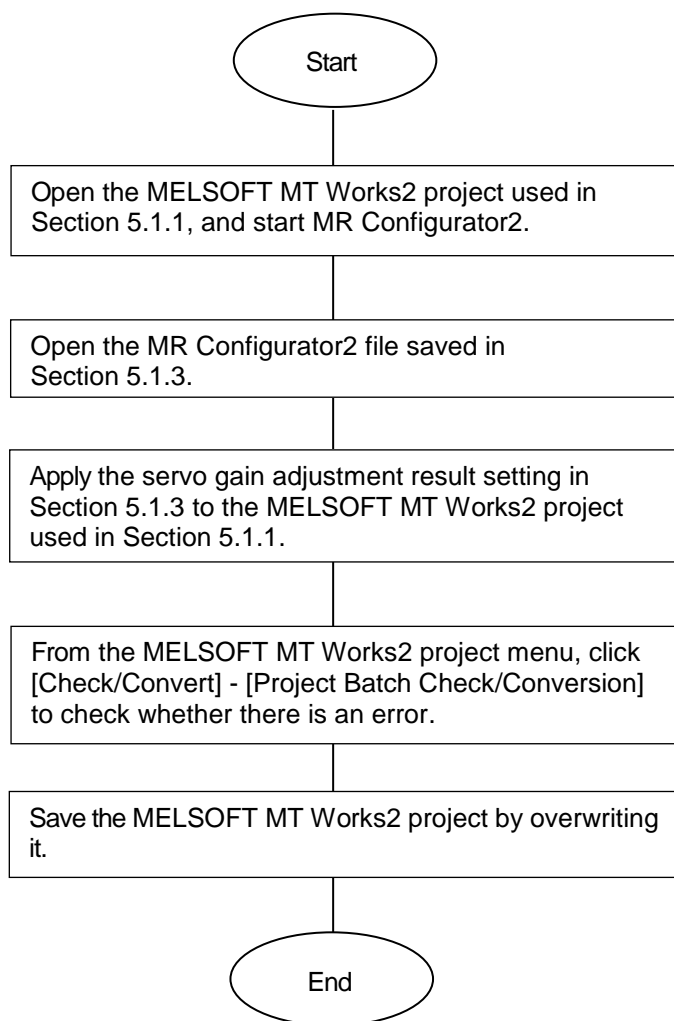 Start
Open the MELSOFT MT Works2 project used in
Section 5.1.1, and start MR Configurator2.
Open the MR Configurator2 file saved in
Section 5.1.3.
Apply the servo gain adjustment result setting in
Section 5.1.3 to the MELSOFT MT Works2 project
used in Section 5.1.1.
From the MELSOFT MT Works2 project menu, click
[Check/Convert] - [Project Batch Check/Conversion]
to check whether there is an error.
Save the MELSOFT MT Works2 project by overwriting
it.
End